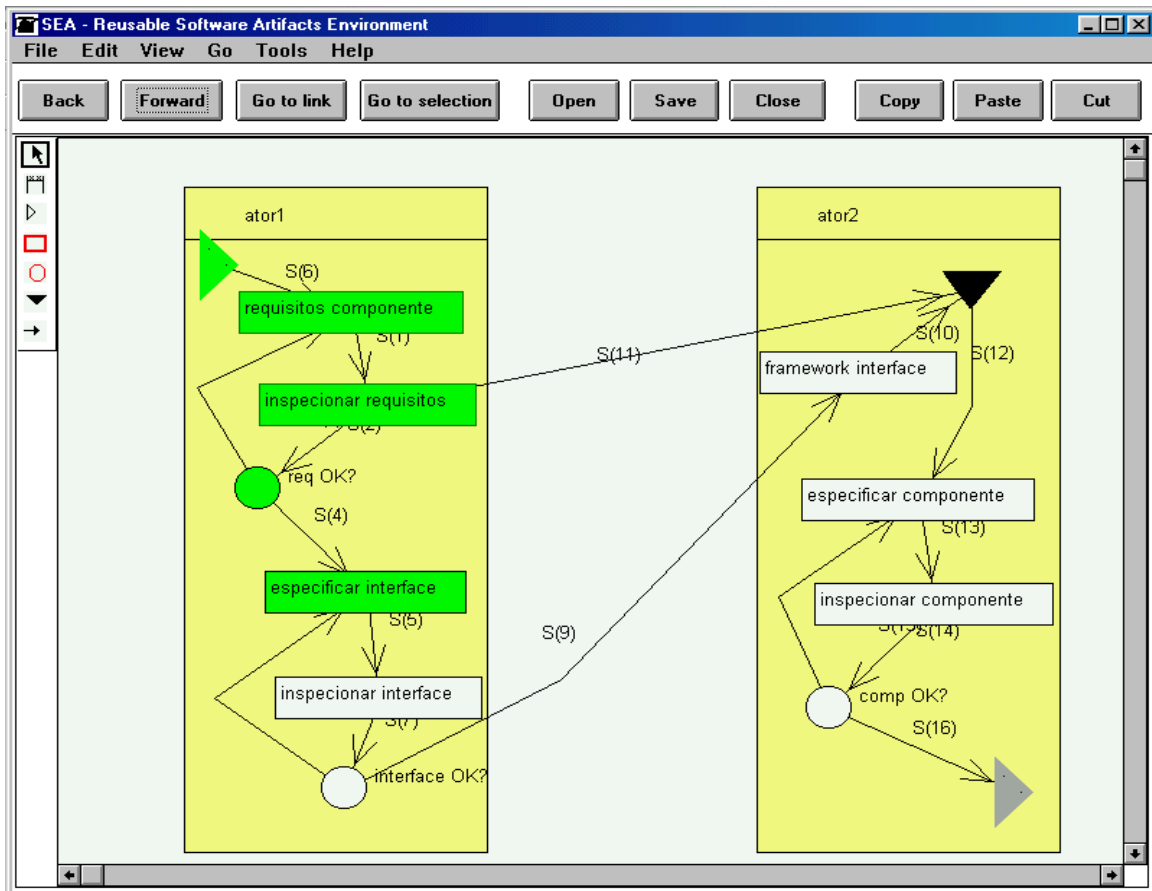 SEA - Reusable Software Artifacts Environment
File Edit View Go Tools Help
Back Forward Go to link Go to selection Open Save Close Copy Paste Cut
ator1
S(6)
requisitos componente
S(1)
inspecionar requisitos
S(2)
req OK?
S(4)
especificar interface
S(5)
inspecionar interface
S(7)
interface OK?
S(11)
S(9)
ator2
S(10)
S(12)
framework interface
especificar componente
S(13)
inspecionar componente
S(14)
comp OK?
S(16)